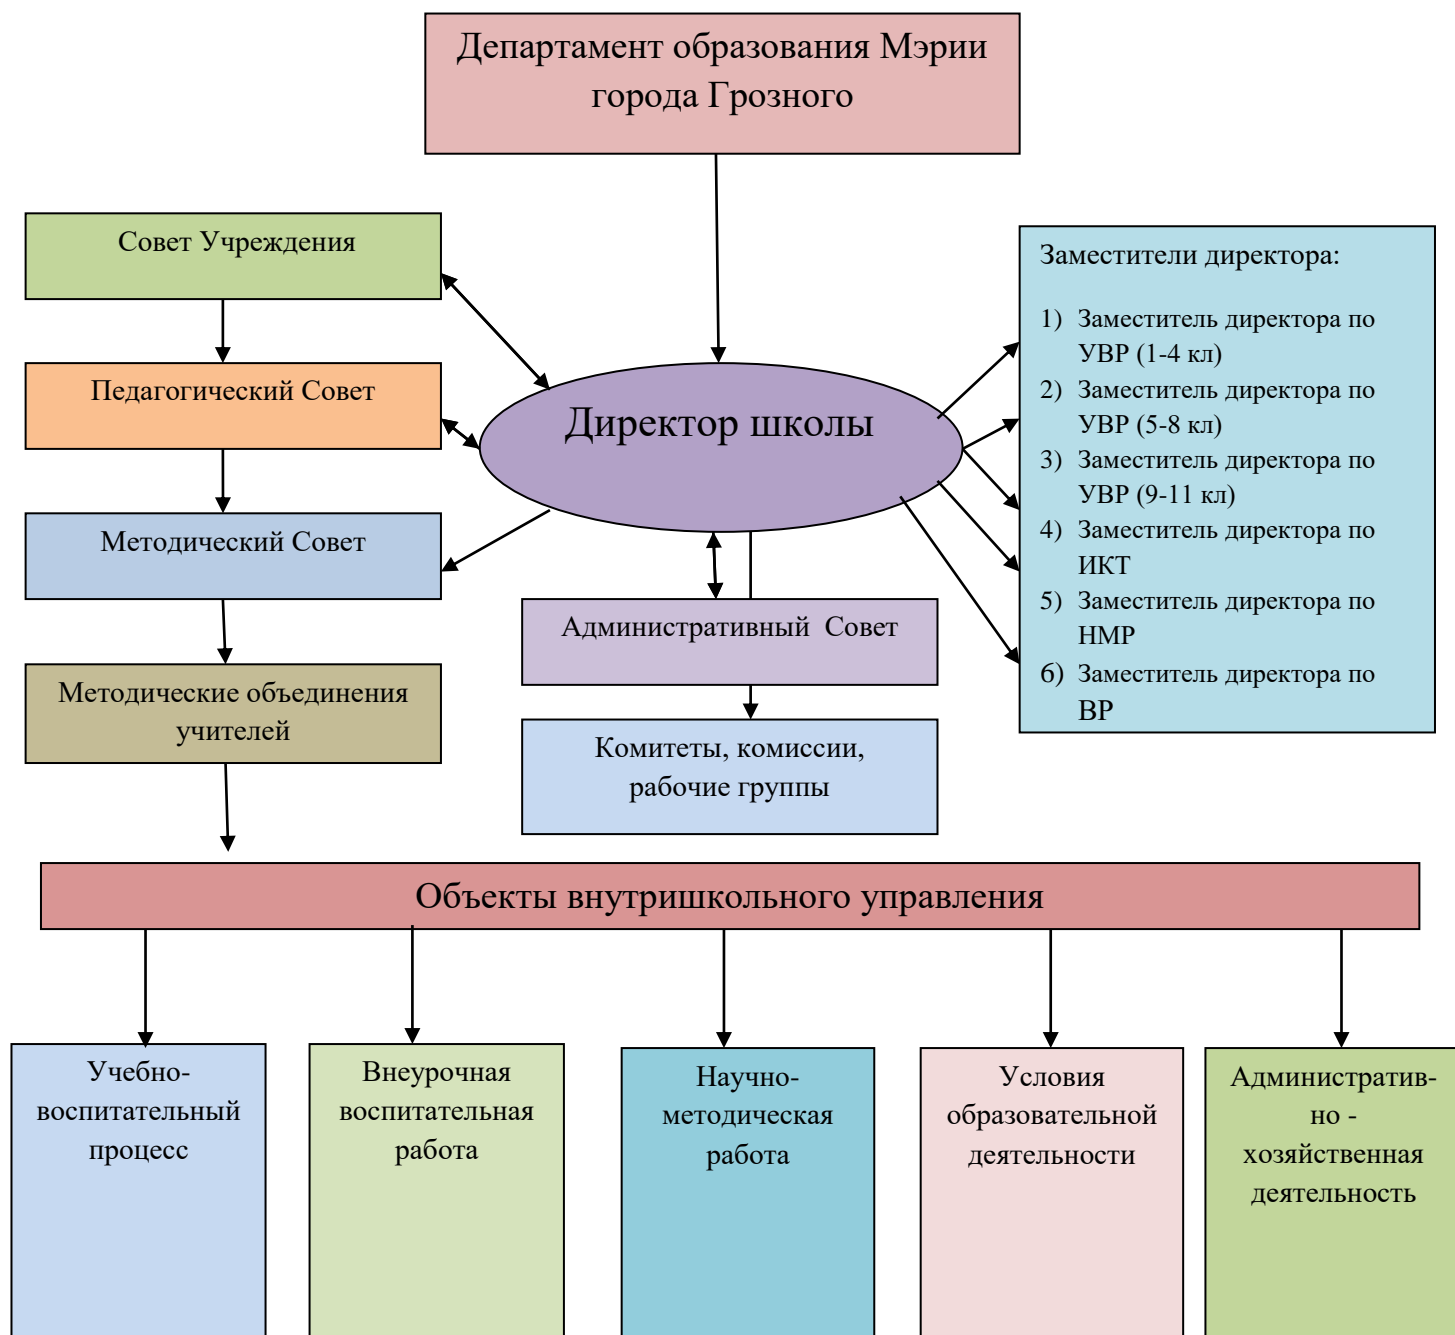 Департамент образования Мэрии
города Грозного
Совет Учреждения
Педагогический Совет
Методический Совет
Методические объединения
учителей
Директор школы
Административный Совет
Комитеты, комиссии,
рабочие группы
Заместители директора:
1) Заместитель директора по
УВР (1-4 кл)
2) Заместитель директора по
УВР (5-8 кл)
3) Заместитель директора по
УВР (9-11 кл)
4) Заместитель директора по
ИКТ
5) Заместитель директора по
НМР
6) Заместитель директора по
ВР
Объекты внутришкольного управления
Учебно-
воспитательный
процесс
Внеурочная
воспитательная
работа
Научно-
методическая
работа
Условия
образовательной
деятельности
Административ-
но -
хозяйственная
деятельность